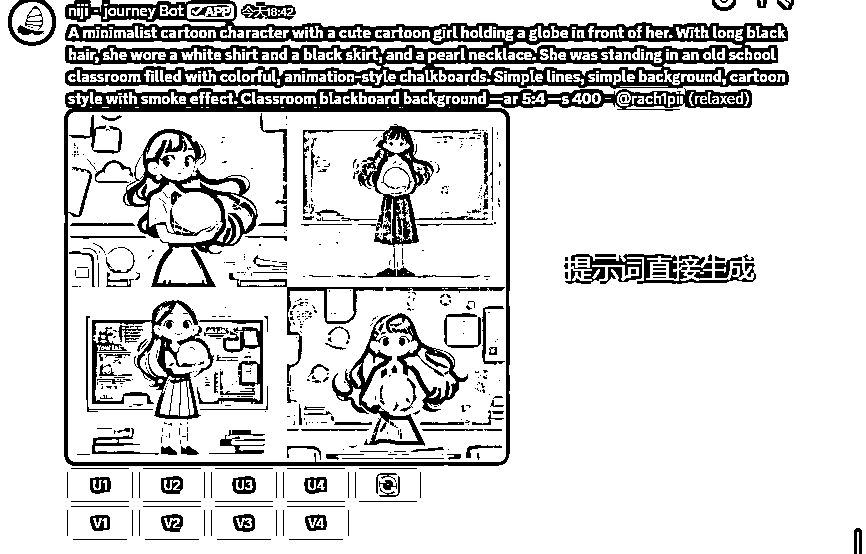 niji - journey Bot ✓ APP 今天18:42
A minimalist cartoon character with a cute cartoon girl holding a globe in front of her. With long black
hair, she wore a white shirt and a black skirt, and a pearl necklace. She was standing in an old school
classroom filled with colorful, animation-style chalkboards. Simple lines, simple background, cartoon
style with smoke effect. Classroom blackboard background —ar 5:4 —s 400 - @rach1pii (relaxed)
提示词直接生成
U1 U2 U3 U4
V1 V2 V3 V4